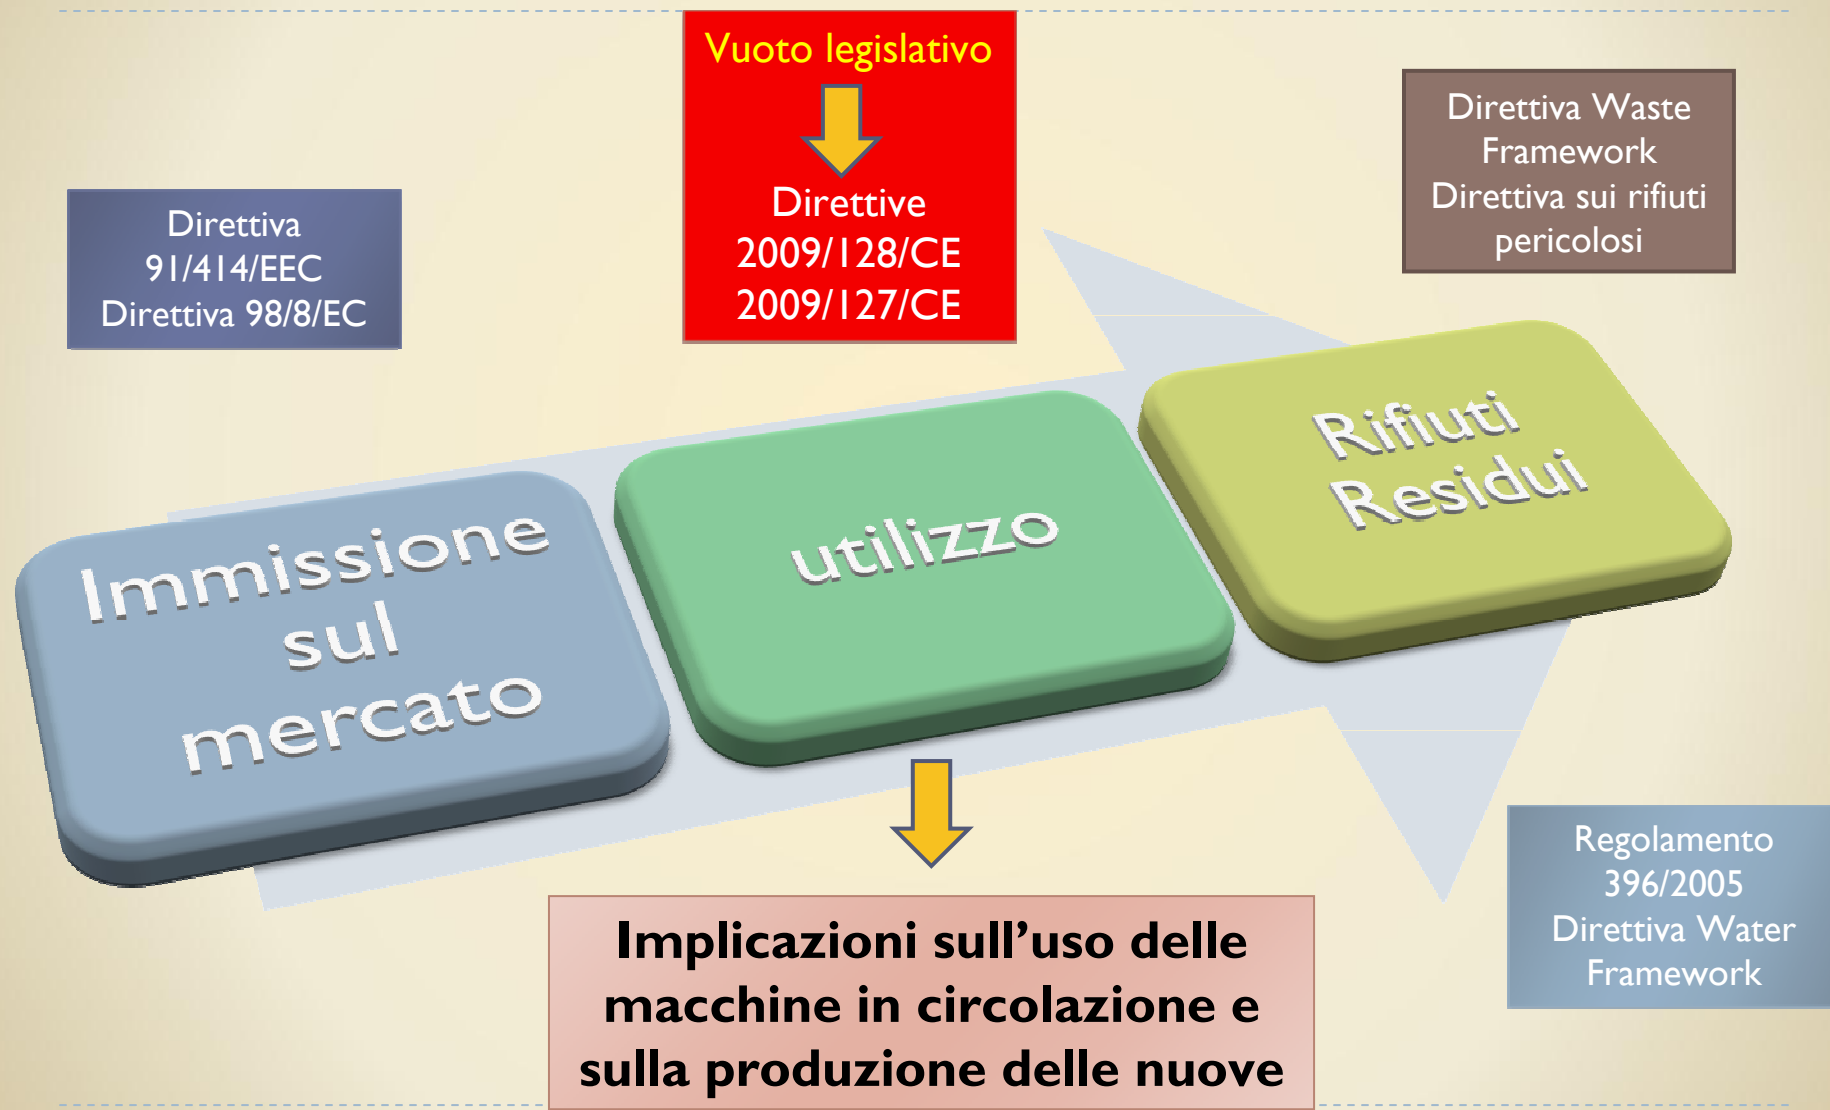 Vuoto legislativo
Direttive
2009/128/CE
2009/127/CE
Direttiva Waste
Framework
Direttiva sui rifiuti
pericolosi
Direttiva
91/414/EEC
Direttiva 98/8/EC
Immissione
sul
mercato
utilizzo
Rifiuti
Residui
Regolamento
396/2005
Direttiva Water
Framework
Implicazioni sull’uso delle
macchine in circolazione e
sulla produzione delle nuove